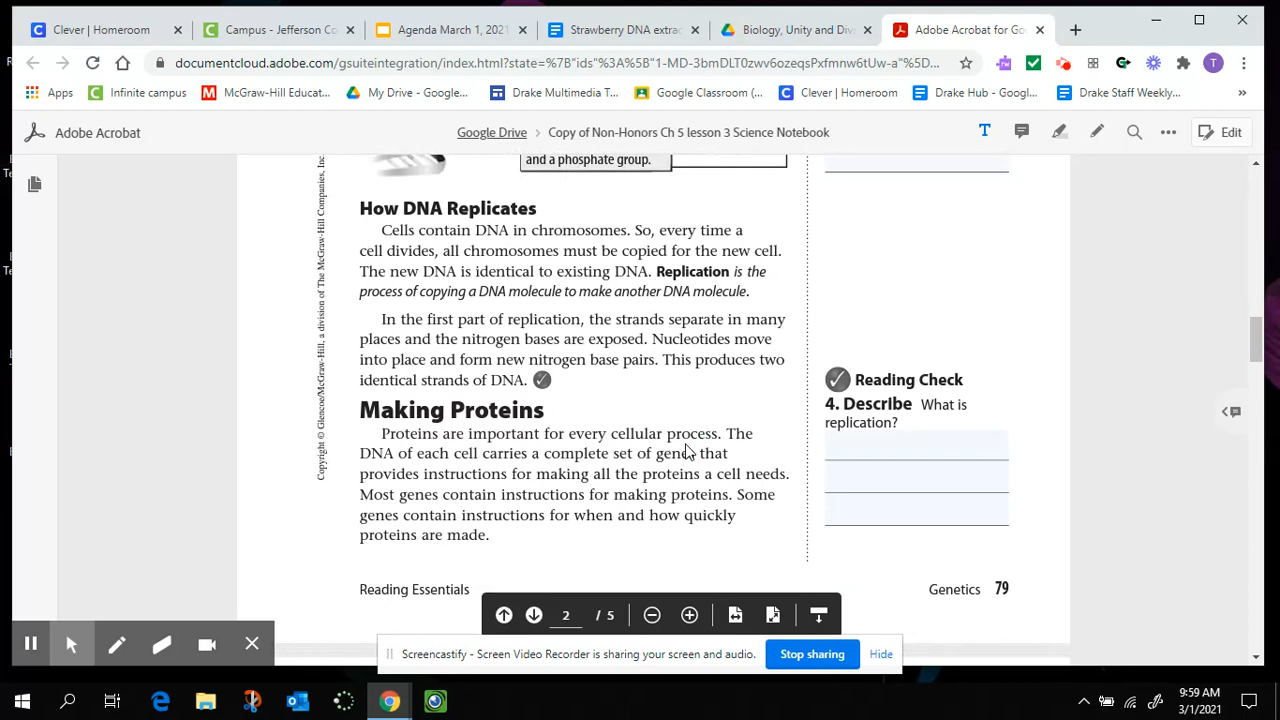 Clever | Homeroom
Campus - Jefferson Co
Agenda March 1, 2021
Strawberry DNA extrac
Biology, Unity and Div
Adobe Acrobat for Go
documentcloud.adobe.com/gsuiteintegration/index.html?state=%7B"ids"%3A%5B"1-MD-3bmDLT0zwv6ozeqsPxfmnw6tUw-a"%5D...
T
Apps
Infinite campus
McGraw-Hill Educat...
My Drive - Google...
Drake Multimedia T...
Google Classroom (...
Clever | Homeroom
Drake Hub - Googl...
Drake Staff Weekly...
Adobe Acrobat
Google Drive > Copy of Non-Honors Ch 5 lesson 3 Science Notebook
Edit
and a phosphate group.
How DNA Replicates
Cells contain DNA in chromosomes. So, every time a
cell divides, all chromosomes must be copied for the new cell.
The new DNA is identical to existing DNA. Replication is the
process of copying a DNA molecule to make another DNA molecule.
In the first part of replication, the strands separate in many
places and the nitrogen bases are exposed. Nucleotides move
into place and form new nitrogen base pairs. This produces two
identical strands of DNA.
Making Proteins
Proteins are important for every cellular process. The
DNA of each cell carries a complete set of genes that
provides instructions for making all the proteins a cell needs.
Most genes contain instructions for making proteins. Some
genes contain instructions for when and how quickly
proteins are made.
Reading Check
4. Describe What is
replication?
Copyright © Glencoe/McGraw-Hill, a division of The McGraw-Hill Companies, Inc.
Reading Essentials
Genetics 79
2 / 5
Screencastify - Screen Video Recorder is sharing your screen and audio.
Stop sharing
Hide
9:59 AM
3/1/2021